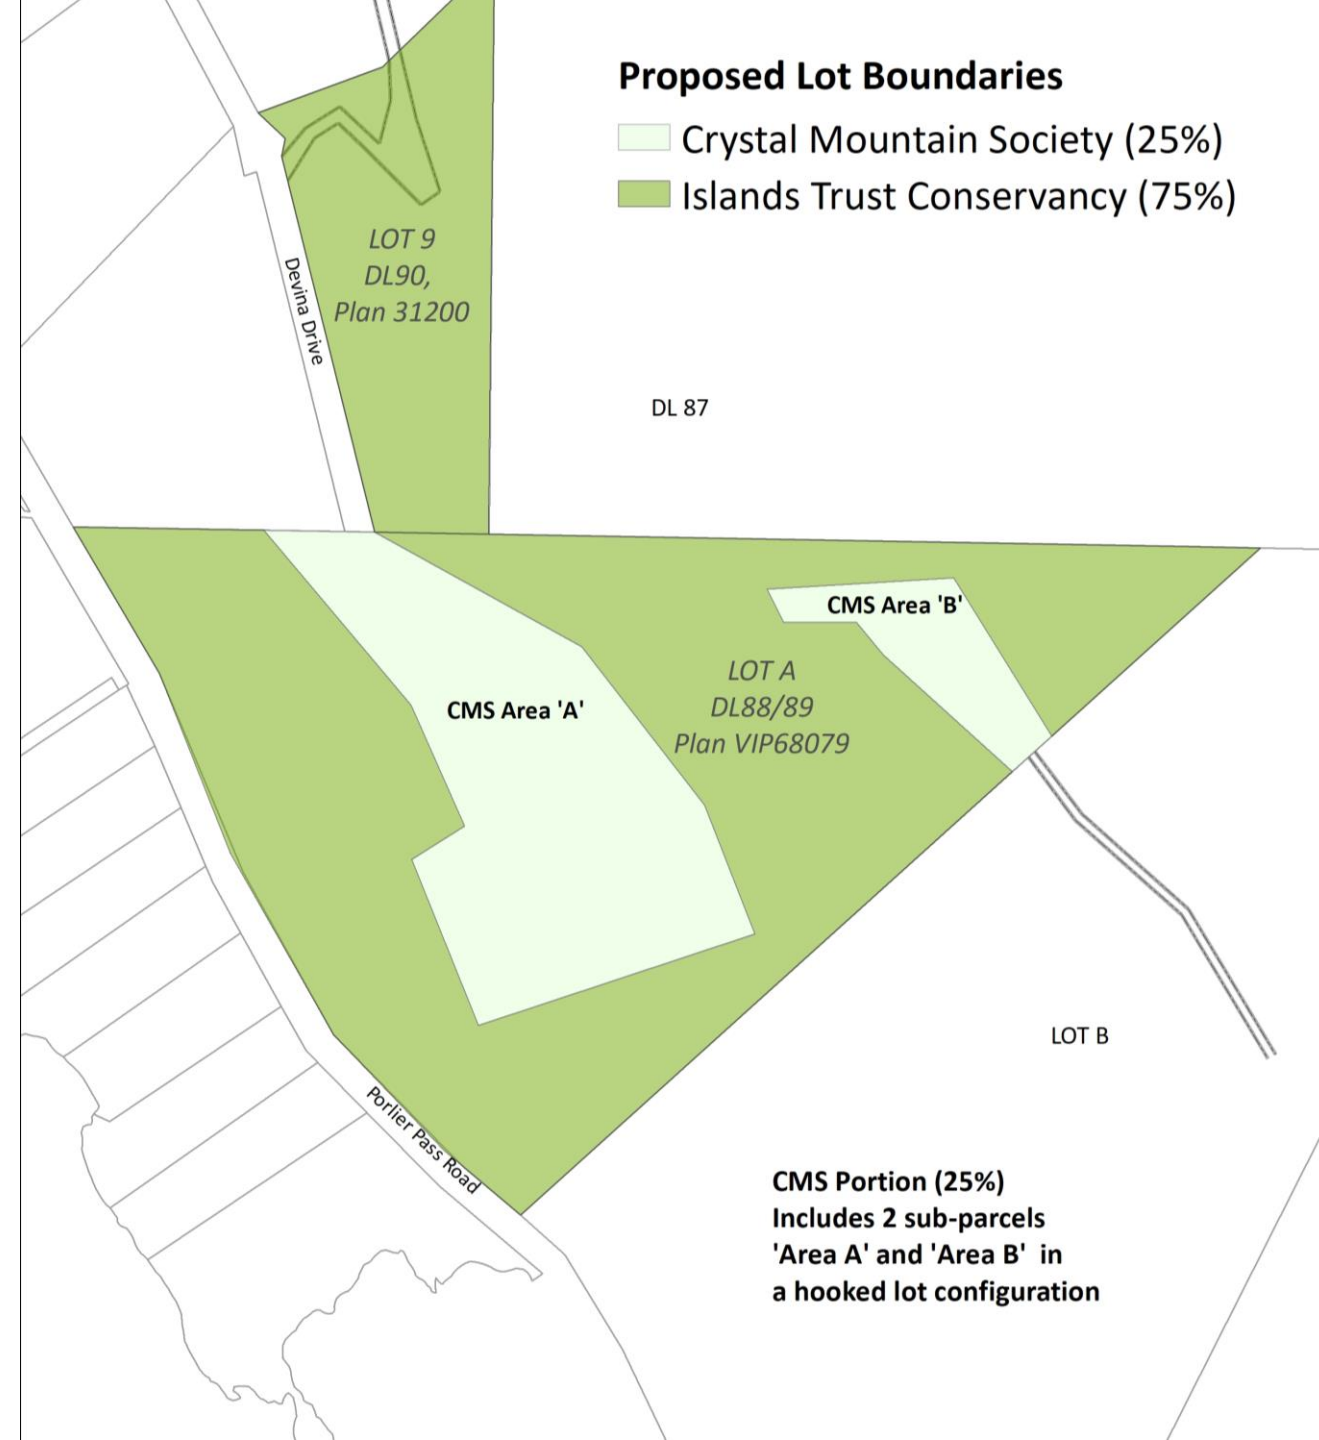 Proposed Lot Boundaries
Crystal Mountain Society (25%)
Islands Trust Conservancy (75%)
LOT 9
DL90,
Plan 31200
Devina Drive
DL 87
CMS Area 'B'
LOT A
DL88/89
Plan VIP68079
CMS Area 'A'
LOT B
Porlier Pass Road
CMS Portion (25%)
Includes 2 sub-parcels
'Area A' and 'Area B' in
a hooked lot configuration